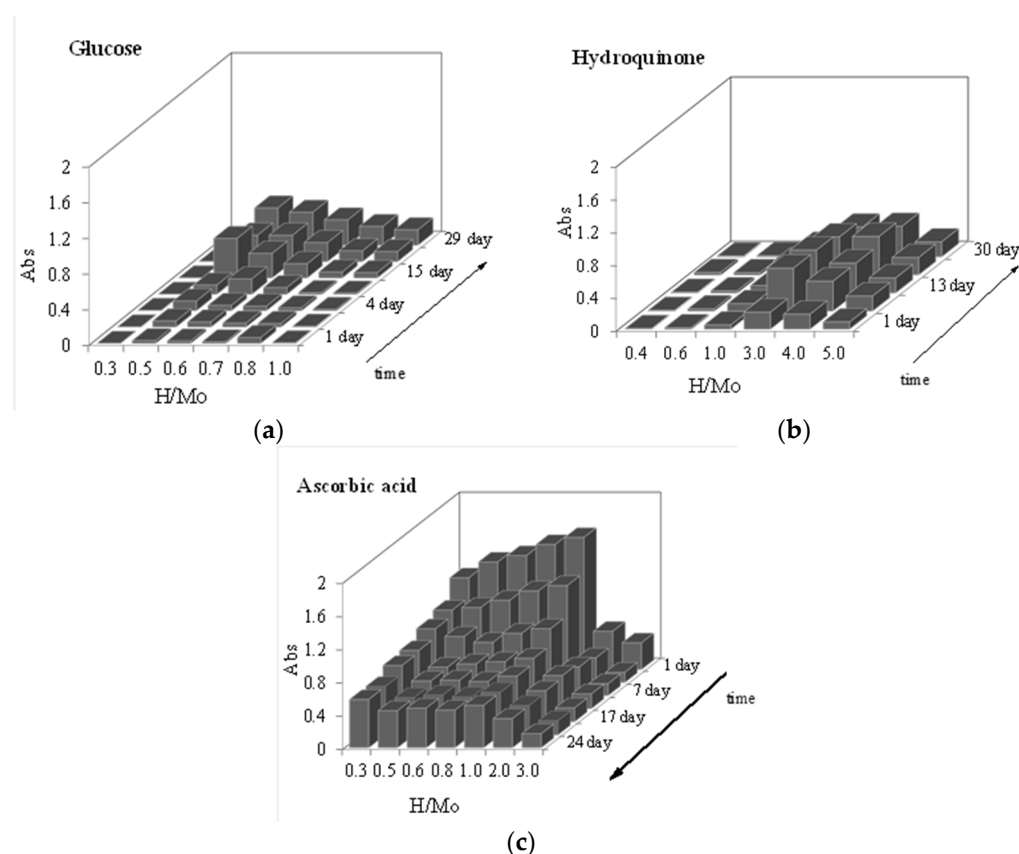 Glucose
2
1.6
1.2
0.8
0.4
0
Abs
0.3 0.5 0.6 0.7 0.8 1.0
H/Mo
1 day
4 day
15 day
29 day
time
(a)
Hydroquinone
2
1.6
1.2
0.8
0.4
0
Abs
0.4 0.6 1.0 3.0 4.0 5.0
H/Mo
1 day
13 day
30 day
time
(b)
Ascorbic acid
2
1.6
1.2
0.8
0.4
0
Abs
0.3 0.5 0.6 0.8 1.0 2.0 3.0
H/Mo
24 day
17 day
7 day
1 day
time
(c)